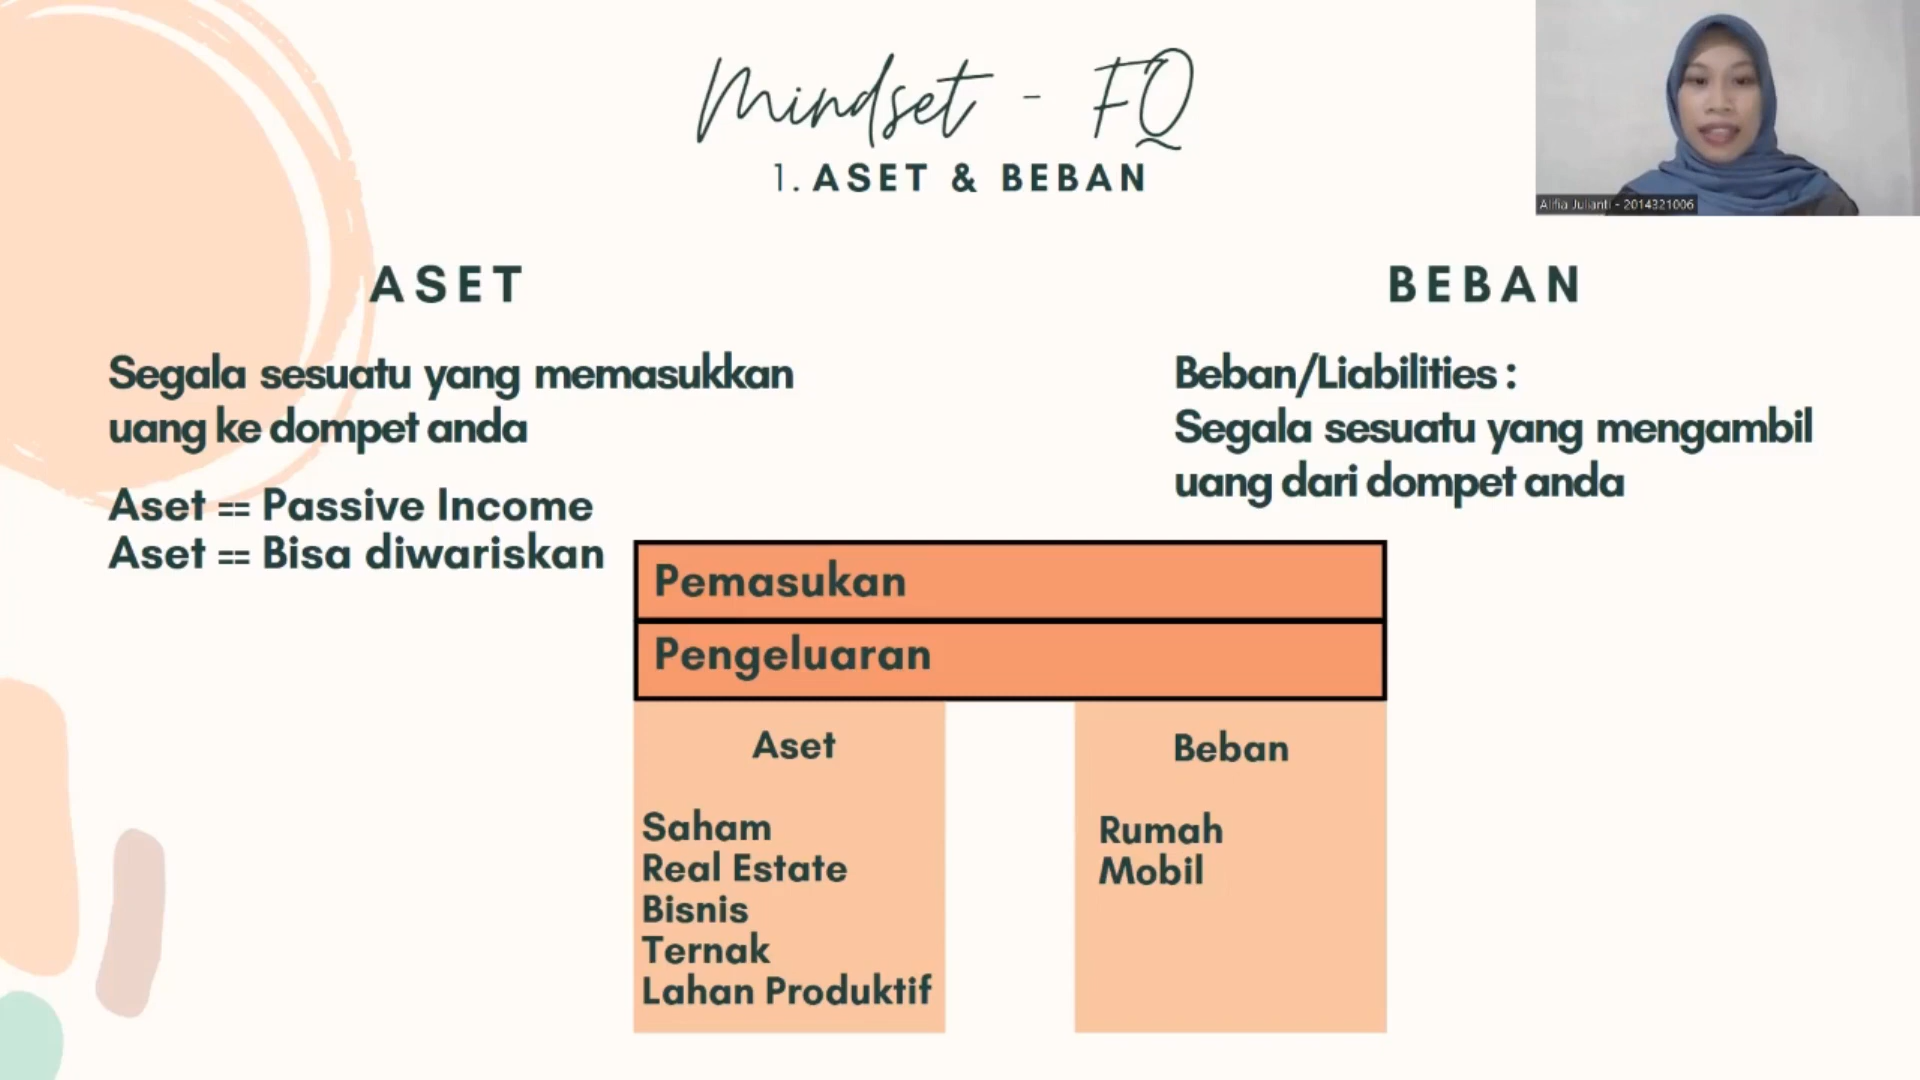 Mindset - FQ
1. ASET & BEBAN
Alifia Julianti - 2014321006
ASET
Segala sesuatu yang memasukkan
uang ke dompet anda
Aset == Passive Income
Aset == Bisa diwariskan
BEBAN
Beban/Liabilities :
Segala sesuatu yang mengambil
uang dari dompet anda
Pemasukan
Pengeluaran
Aset
Saham
Real Estate
Bisnis
Ternak
Lahan Produktif
Beban
Rumah
Mobil